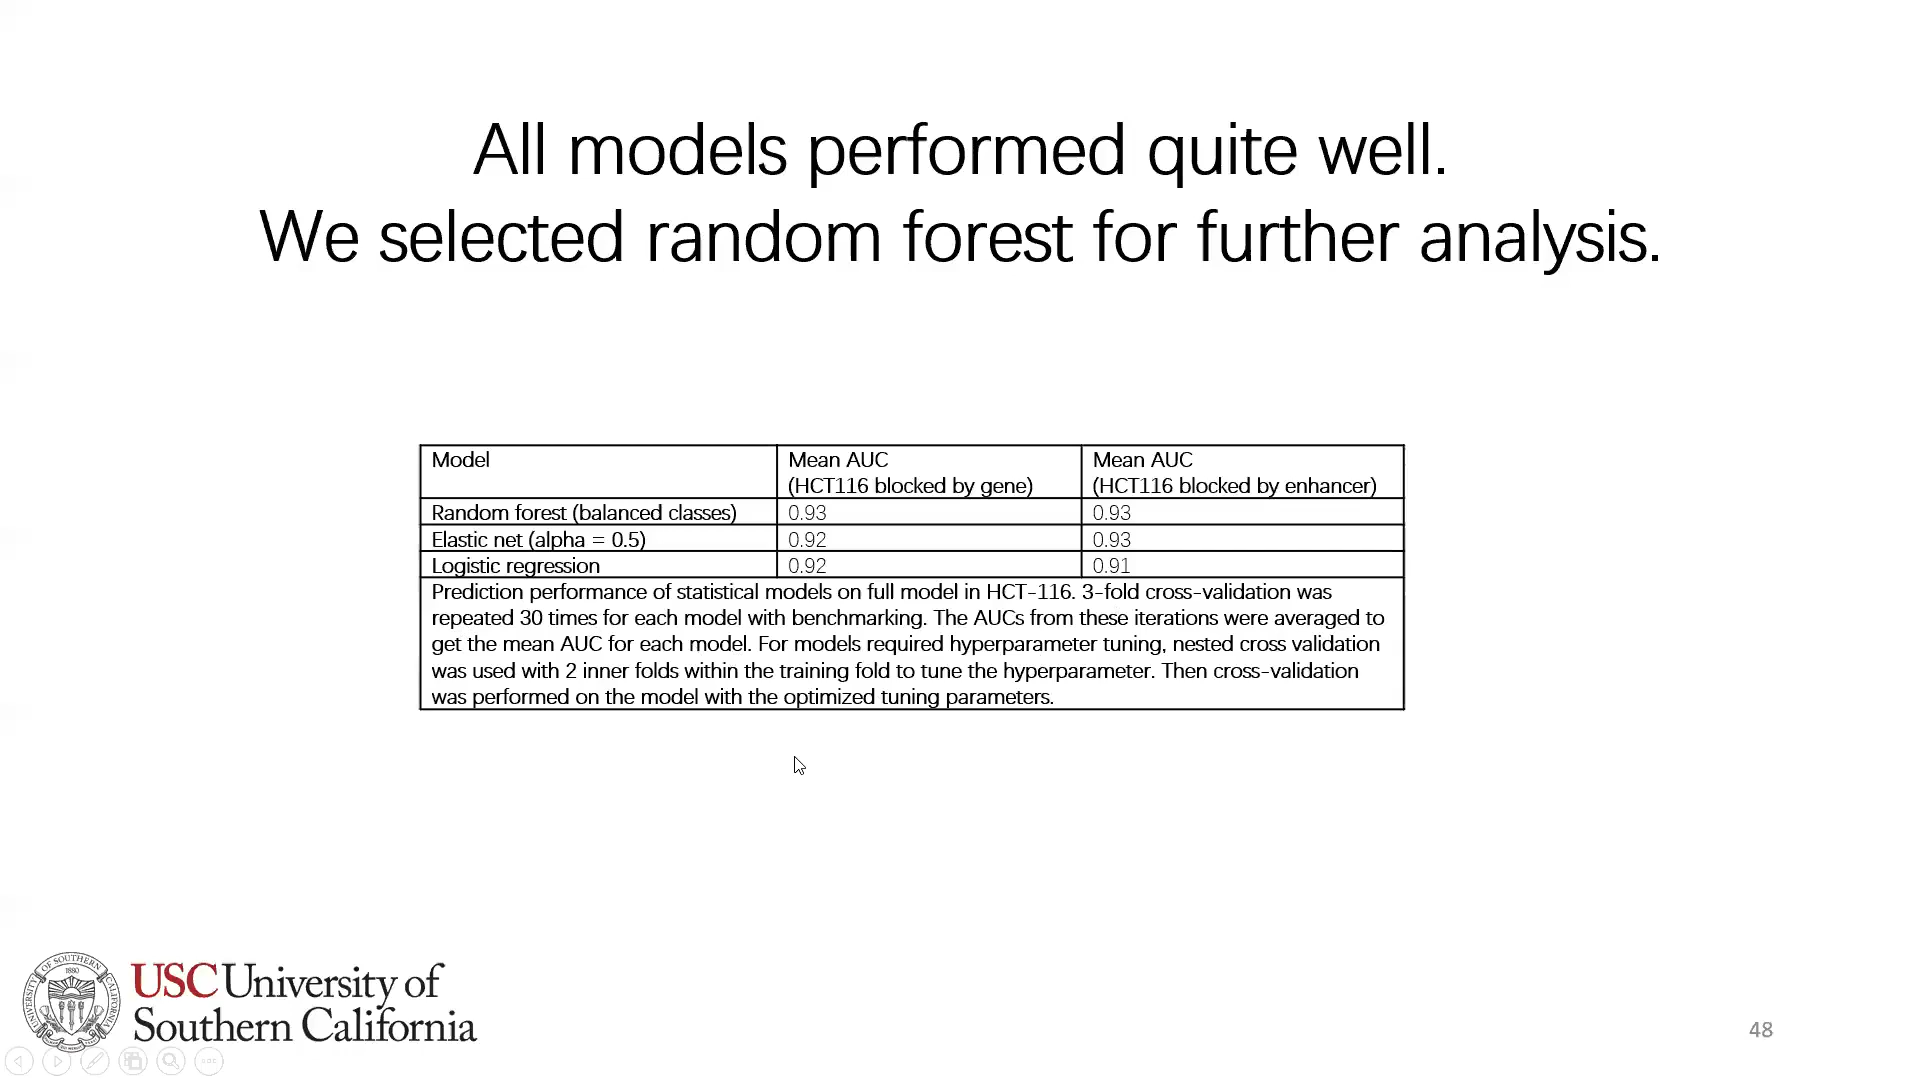 All models performed quite well.
We selected random forest for further analysis.
Model
Mean AUC
(HCT116 blocked by gene)
Mean AUC
(HCT116 blocked by enhancer)
Random forest (balanced classes) 0.93 0.93
Elastic net (alpha = 0.5) 0.92 0.93
Logistic regression 0.92 0.91
Prediction performance of statistical models on full model in HCT-116. 3-fold cross-validation was
repeated 30 times for each model with benchmarking. The AUCs from these iterations were averaged to
get the mean AUC for each model. For models required hyperparameter tuning, nested cross validation
was used with 2 inner folds within the training fold to tune the hyperparameter. Then cross-validation
was performed on the model with the optimized tuning parameters.
UNIVERSITY OF SOUTHERN CALIFORNIA
1880
USC University of
Southern California
48